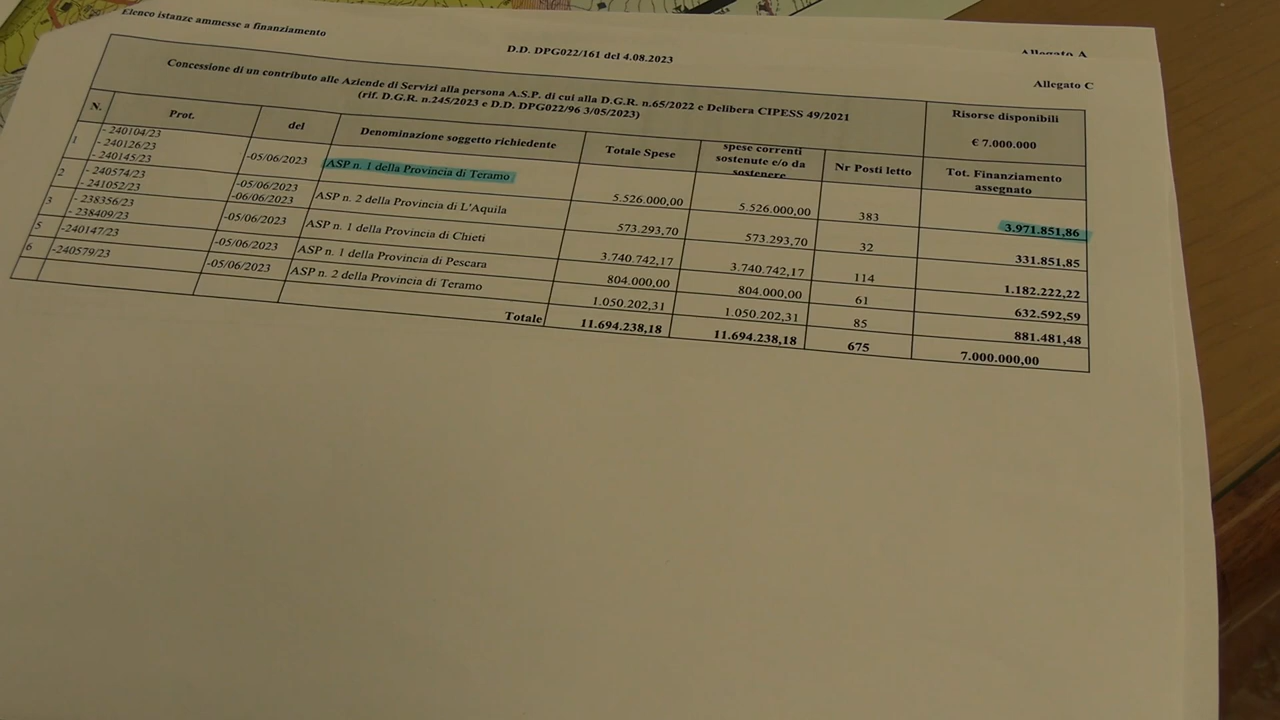 Elenco istanze ammesse a finanziamento
D.D. DPG022/161 del 4.08.2023
Allegato A
Allegato C
Concessione di un contributo alle Aziende di Servizi alla persona A.S.P. di cui alla D.G.R. n.65/2022 e Delibera CIPESS 49/2021
(rif. D.G.R. n.245/2023 e D.D. DPG022/96 3/05/2023)
Risorse disponibili
€ 7.000.000
N.
Prot.
del
Denominazione soggetto richiedente
Totale Spese
spese correnti
sostenute e/o da
sostenere
Nr Posti letto
Tot. Finanziamento
assegnato
1
- 240104/23
- 240126/23
- 240145/23
-05/06/2023
ASP n. 1 della Provincia di Teramo
5.526.000,00
5.526.000,00
383
3.971.851,86
2
- 240574/23
- 241052/23
-05/06/2023
-06/06/2023
ASP n. 2 della Provincia di L'Aquila
573.293,70
573.293,70
32
331.851,85
3
- 238356/23
- 238409/23
-05/06/2023
ASP n. 1 della Provincia di Chieti
3.740.742,17
3.740.742,17
114
1.182.222,22
5
-240147/23
-05/06/2023
ASP n. 1 della Provincia di Pescara
804.000,00
804.000,00
61
632.592,59
6
-240579/23
-05/06/2023
ASP n. 2 della Provincia di Teramo
1.050.202,31
1.050.202,31
85
881.481,48
Totale
11.694.238,18
11.694.238,18
675
7.000.000,00